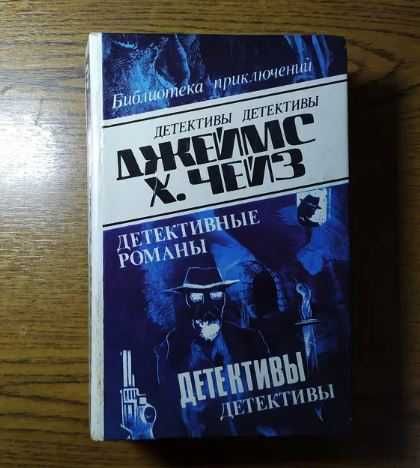 Библиотека приключений
ДЕТЕКТИВЫ ДЕТЕКТИВЫ
ДЖЕЙМС
Х. ЧЕЙЗ
ДЕТЕКТИВНЫЕ
РОМАНЫ
ДЕТЕКТИВЫ
ДЕТЕКТИВЫ